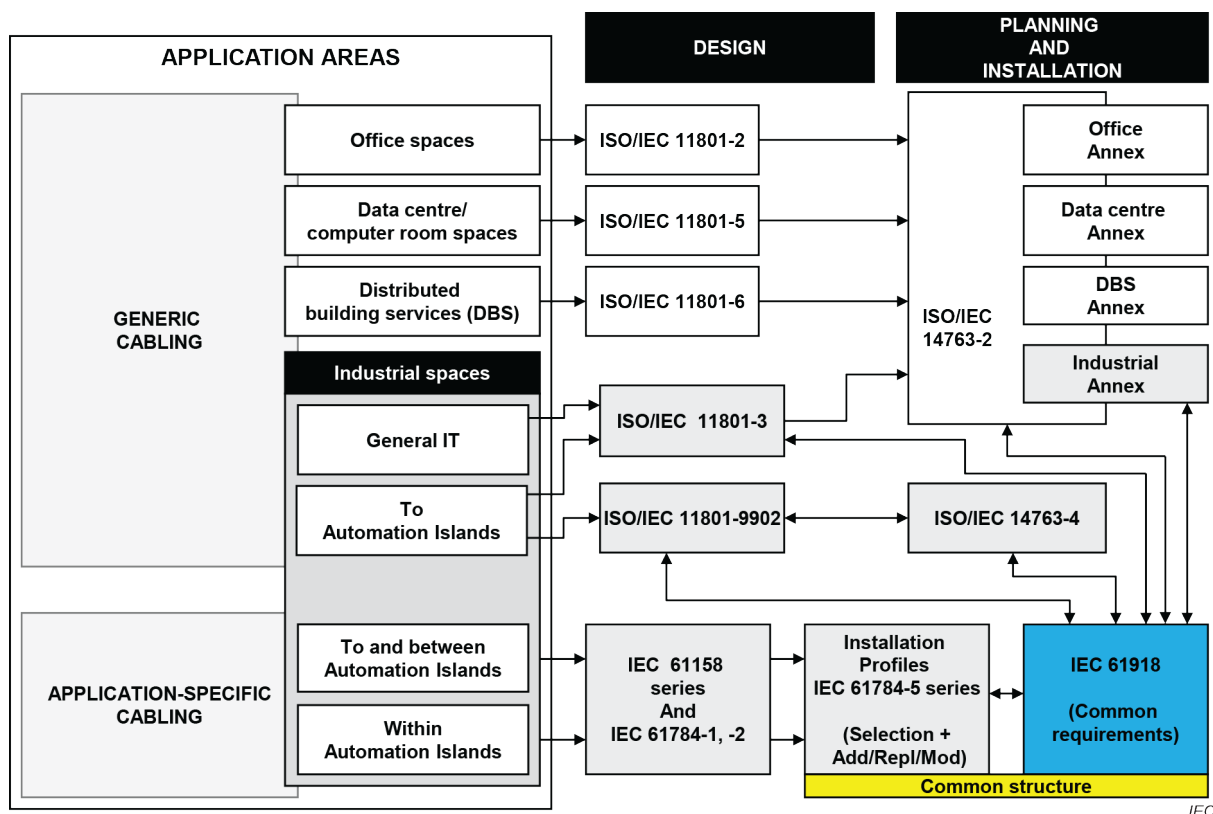 APPLICATION AREAS
DESIGN
PLANNING
AND
INSTALLATION
GENERIC
CABLING
Office spaces
ISO/IEC 11801-2
Office
Annex
Data centre/
computer room spaces
ISO/IEC 11801-5
Data centre
Annex
Distributed
building services (DBS)
ISO/IEC 11801-6
DBS
Annex
ISO/IEC
14763-2
Industrial spaces
Industrial
Annex
General IT
ISO/IEC 11801-3
To
Automation Islands
ISO/IEC 11801-9902
ISO/IEC 14763-4
APPLICATION-SPECIFIC
CABLING
To and between
Automation Islands
Within
Automation Islands
IEC 61158
series
And
IEC 61784-1, -2
Installation
Profiles
IEC 61784-5 series
(Selection +
Add/Repl/Mod)
IEC 61918
(Common
requirements)
Common structure
IEC